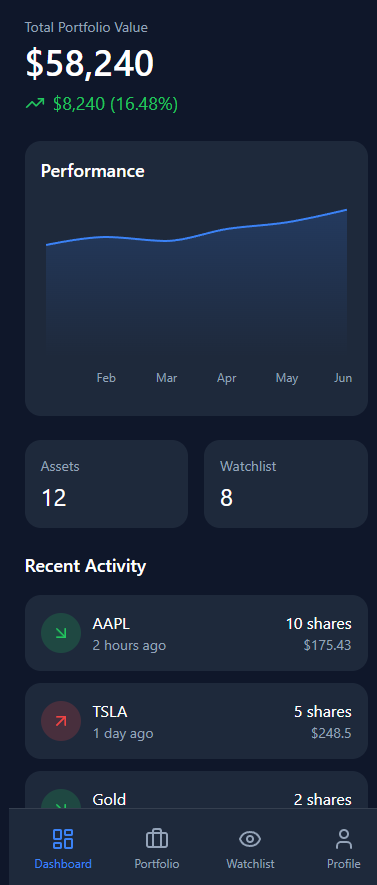 Total Portfolio Value
$58,240
$8,240 (16.48%)
Performance
Feb Mar Apr May Jun
Assets
12
Watchlist
8
Recent Activity
AAPL 10 shares
2 hours ago $175.43
TSLA 5 shares
1 day ago $248.5
Gold 2 shares
Dashboard Portfolio Watchlist Profile